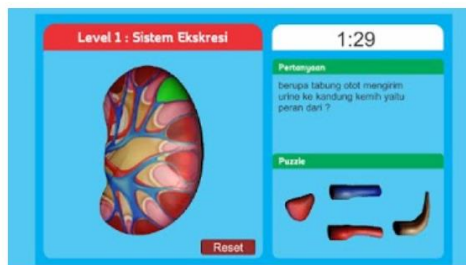 Level 1 : Sistem Ekskresi
1:29
Pertanyaan
berupa tabung otot mengirim
urine ke kandung kemih yaitu
peran dari ?
Puzzle
Reset